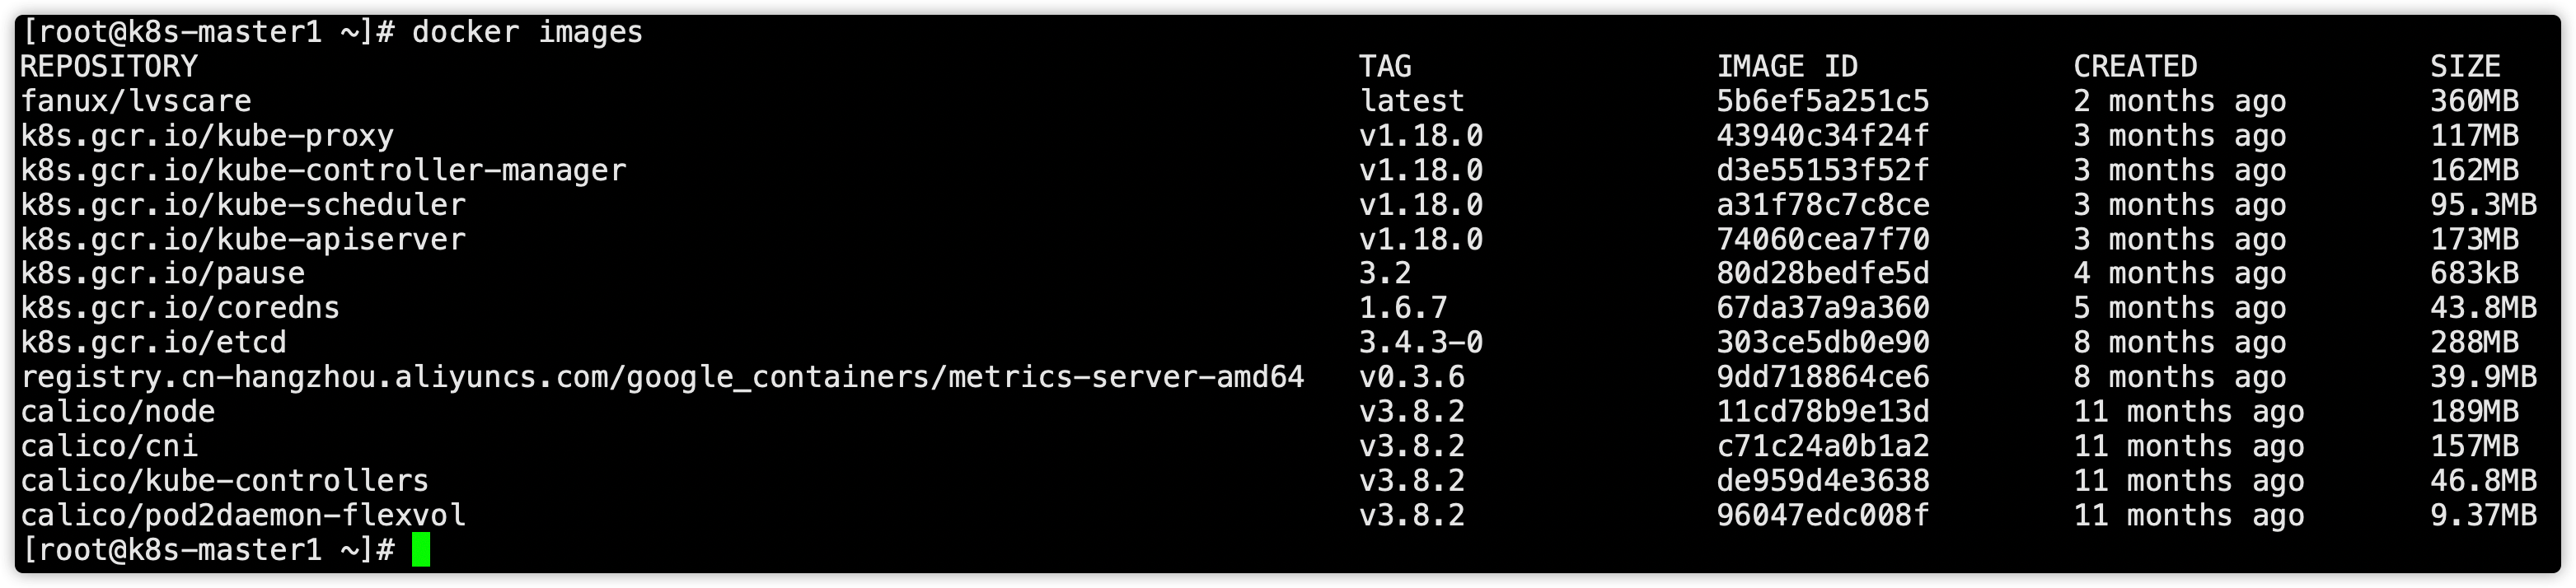 [root@k8s-master1 ~]# docker images
REPOSITORY TAG IMAGE ID CREATED SIZE
fanux/lvscare latest 5b6ef5a251c5 2 months ago 360MB
k8s.gcr.io/kube-proxy v1.18.0 43940c34f24f 3 months ago 117MB
k8s.gcr.io/kube-controller-manager v1.18.0 d3e55153f52f 3 months ago 162MB
k8s.gcr.io/kube-scheduler v1.18.0 a31f78c7c8ce 3 months ago 95.3MB
k8s.gcr.io/kube-apiserver v1.18.0 74060cea7f70 3 months ago 173MB
k8s.gcr.io/pause 3.2 80d28bedfe5d 4 months ago 683kB
k8s.gcr.io/coredns 1.6.7 67da37a9a360 5 months ago 43.8MB
k8s.gcr.io/etcd 3.4.3-0 303ce5db0e90 8 months ago 288MB
registry.cn-hangzhou.aliyuncs.com/google_containers/metrics-server-amd64 v0.3.6 9dd718864ce6 8 months ago 39.9MB
calico/node v3.8.2 11cd78b9e13d 11 months ago 189MB
calico/cni v3.8.2 c71c24a0b1a2 11 months ago 157MB
calico/kube-controllers v3.8.2 de959d4e3638 11 months ago 46.8MB
calico/pod2daemon-flexvol v3.8.2 96047edc008f 11 months ago 9.37MB
[root@k8s-master1 ~]#